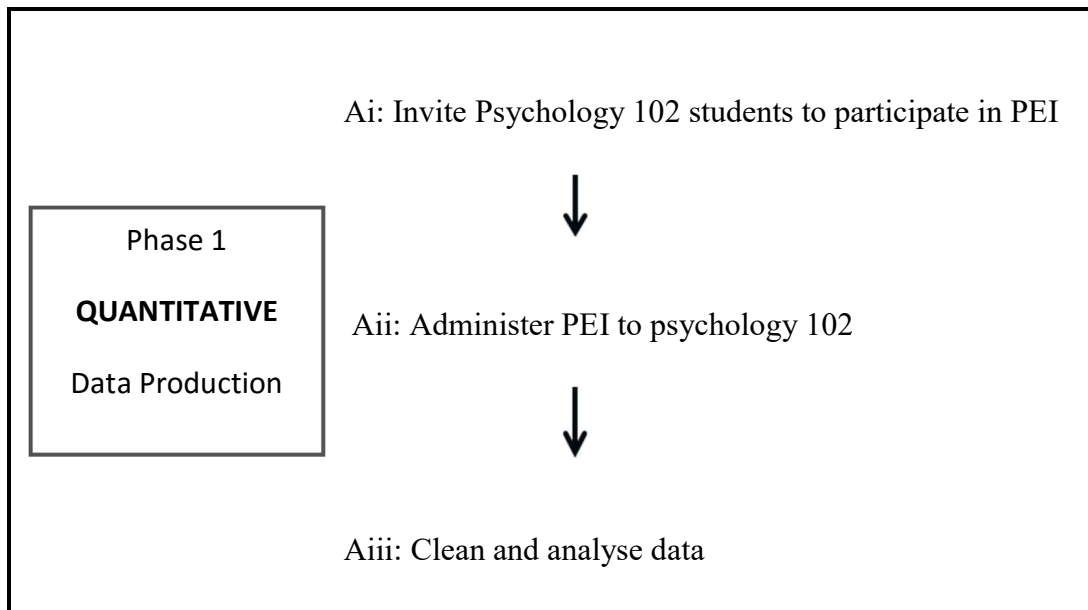 Ai: Invite Psychology 102 students to participate in PEI
Phase 1
QUANTITATIVE
Data Production
Aii: Administer PEI to psychology 102
Aiii: Clean and analyse data